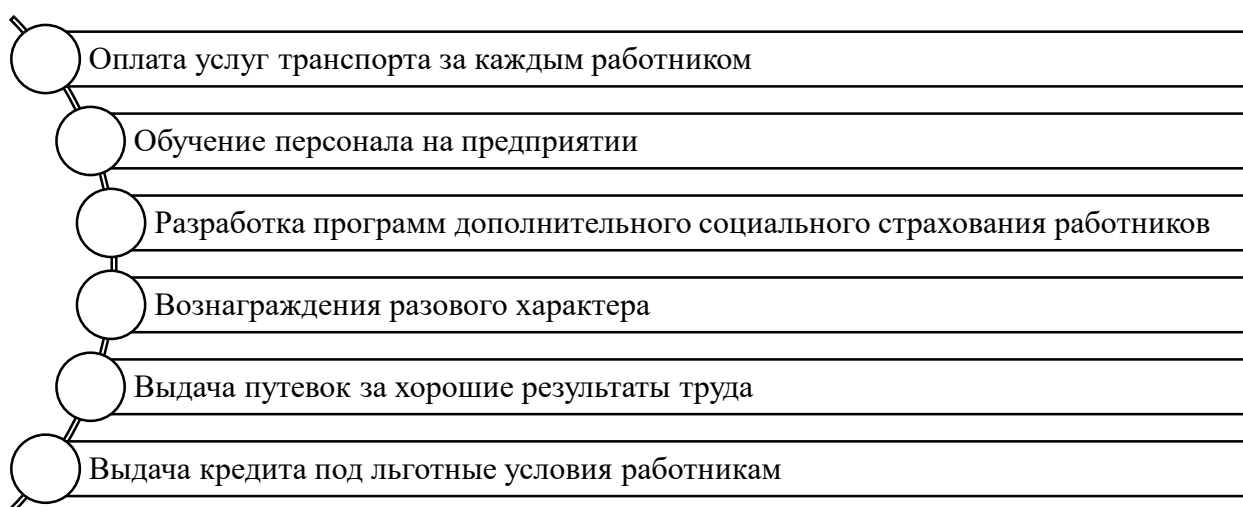 Оплата услуг транспорта за каждым работником
Обучение персонала на предприятии
Разработка программ дополнительного социального страхования работников
Вознаграждения разового характера
Выдача путевок за хорошие результаты труда
Выдача кредита под льготные условия работникам